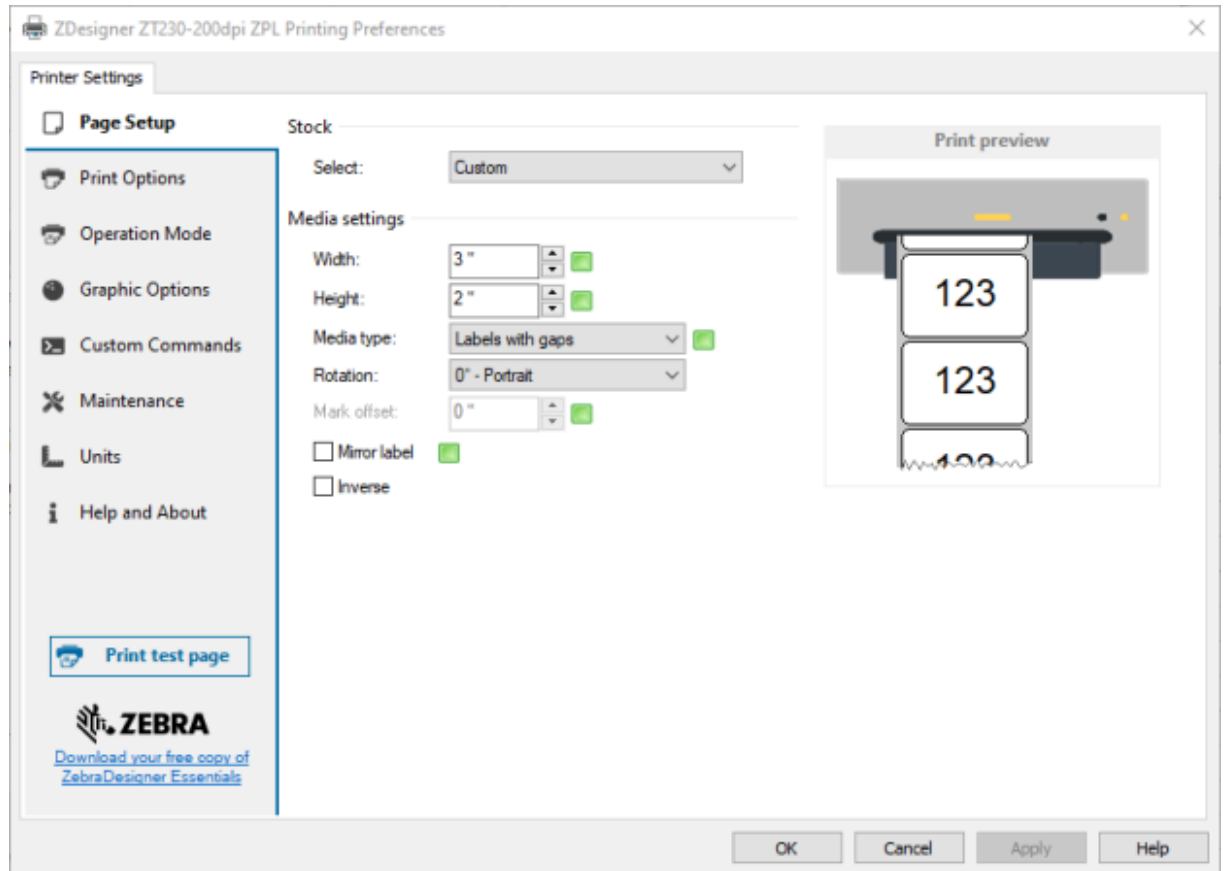 ZDesigner ZT230-200dpi ZPL Printing Preferences
Printer Settings
Page Setup
Print Options
Operation Mode
Graphic Options
Custom Commands
Maintenance
Units
Help and About
Print test page
ZEBRA
Download your free copy of
ZebraDesigner Essentials
Stock
Select: Custom
Media settings
Width: 3 "
Height: 2 "
Media type: Labels with gaps
Rotation: 0° - Portrait
Mark offset: 0 "
Mirror label
Inverse
Print preview
123
123
123
OK Cancel Apply Help